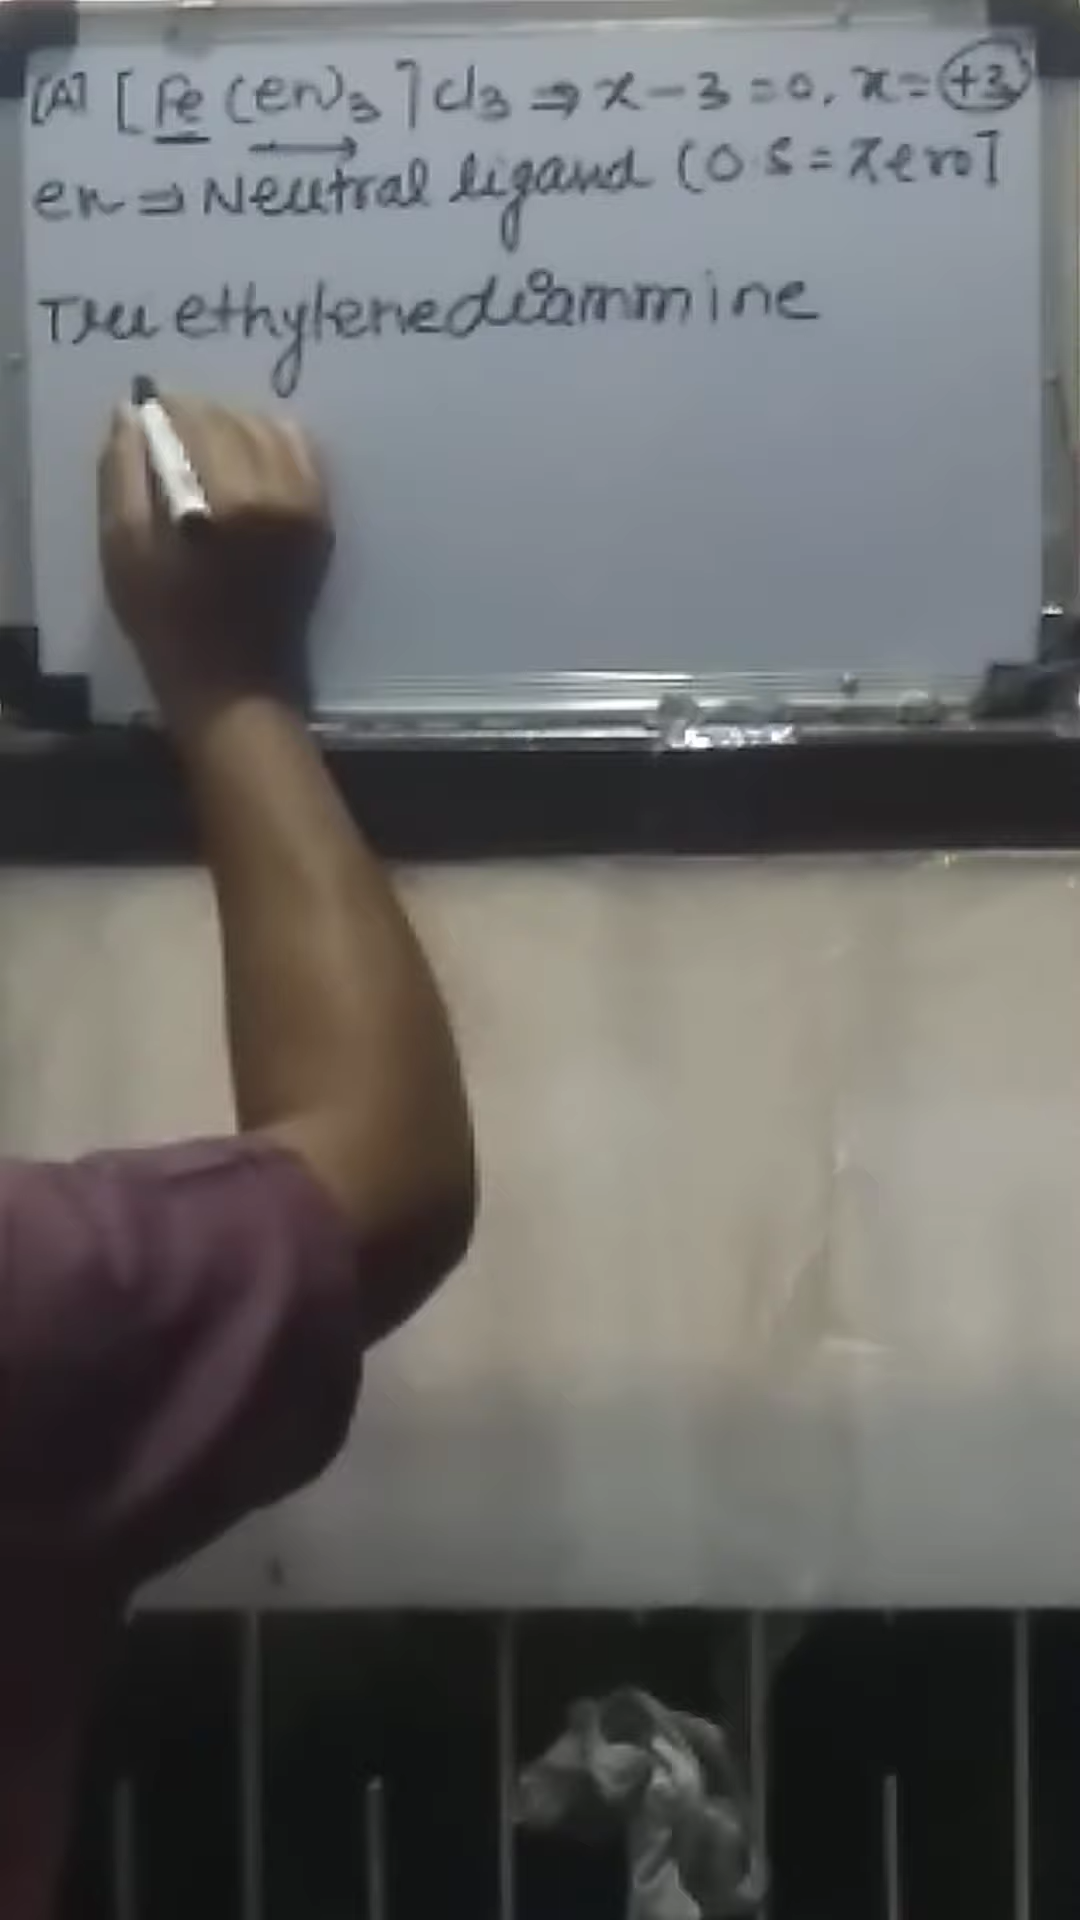 [A] [Fe(en)3]Cl3 ⇒ x-3=0, x=+3
en ⇒ Neutral ligand (O.S=Zero]
Tri ethylenediammine